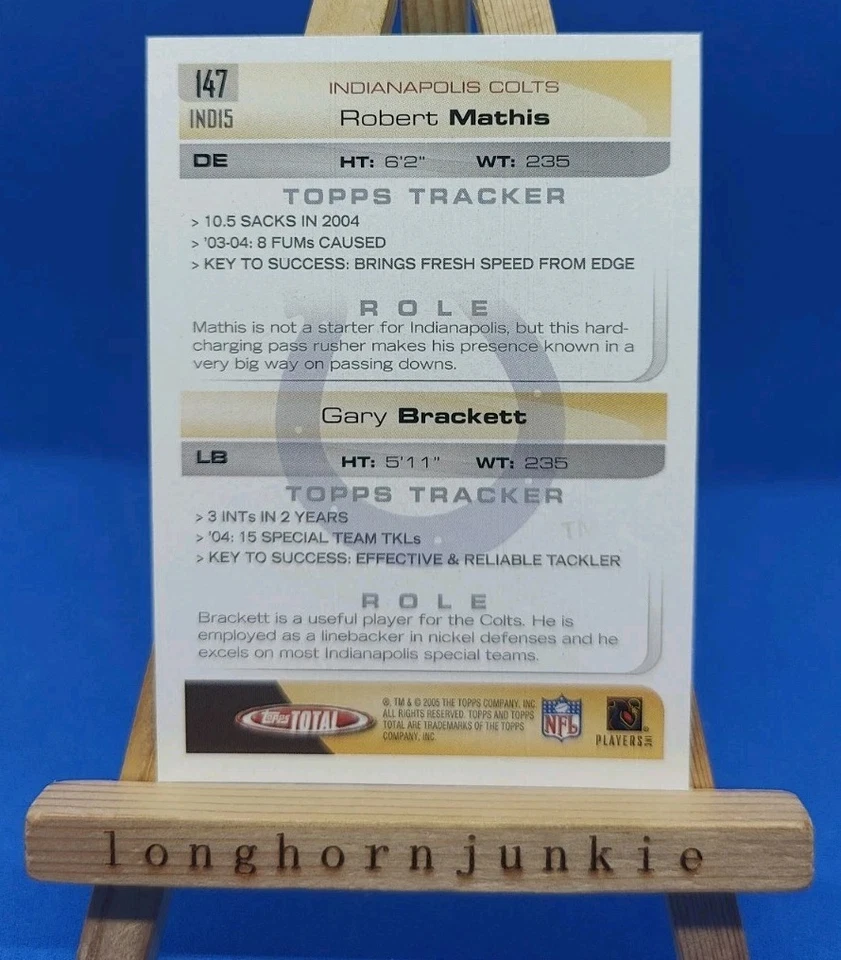 147
IND15
INDIANAPOLIS COLTS
Robert Mathis
DE HT: 6'2" WT: 235
TOPPS TRACKER
> 10.5 SACKS IN 2004
> '03-04: 8 FUMs CAUSED
> KEY TO SUCCESS: BRINGS FRESH SPEED FROM EDGE
ROLE
Mathis is not a starter for Indianapolis, but this hard-
charging pass rusher makes his presence known in a
very big way on passing downs.
Gary Brackett
LB HT: 5'11" WT: 235
TOPPS TRACKER
> 3 INTs IN 2 YEARS
TM
> '04: 15 SPECIAL TEAM TKLs
> KEY TO SUCCESS: EFFECTIVE & RELIABLE TACKLER
ROLE
Brackett is a useful player for the Colts. He is
employed as a linebacker in nickel defenses and he
excels on most Indianapolis special teams.
Topps TOTAL
®, TM & © 2005 THE TOPPS COMPANY, INC.
ALL RIGHTS RESERVED. TOPPS AND TOPPS
TOTAL ARE TRADEMARKS OF THE TOPPS
COMPANY, INC.
NFL
PLAYERS INC
longhornjunkie